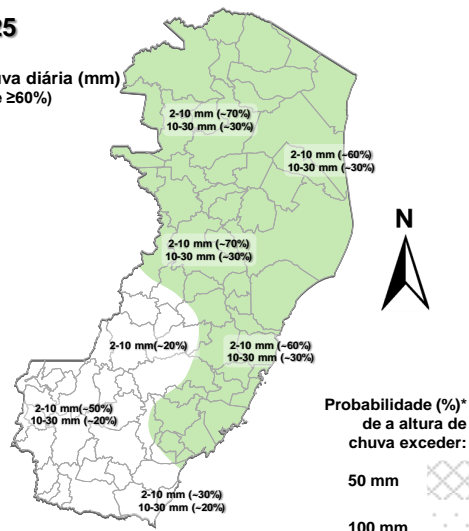 25
uva diária (mm)
e ≥60%)
2-10 mm (~70%)
10-30 mm (~30%)
2-10 mm (~60%)
10-30 mm (~30%)
N
2-10 mm (~70%)
10-30 mm (~30%)
2-10 mm(~20%)
2-10 mm (~60%)
10-30 mm (~30%)
2-10 mm(~50%)
10-30 mm (~20%)
2-10 mm (~30%)
10-30 mm (~20%)
Probabilidade (%)*
de a altura de
chuva exceder:
50 mm
100 mm